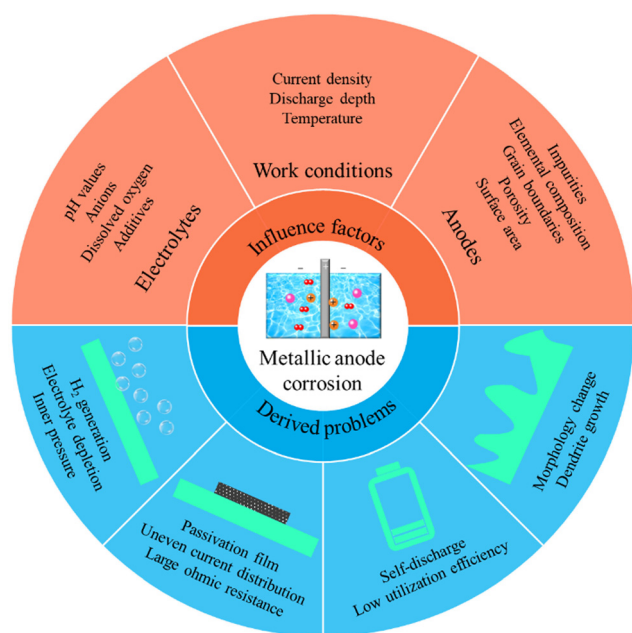 Current density
Discharge depth
Temperature
Work conditions
pH values
Anions
Dissolved oxygen
Additives
Electrolytes
Impurities
Elemental composition
Grain boundaries
Porosity
Surface area
Anodes
Influence factors
Metallic anode
corrosion
Derived problems
H₂ generation
Electrolyte depletion
Inner pressure
Passivation film
Uneven current distribution
Large ohmic resistance
Self-discharge
Low utilization efficiency
Morphology change
Dendrite growth